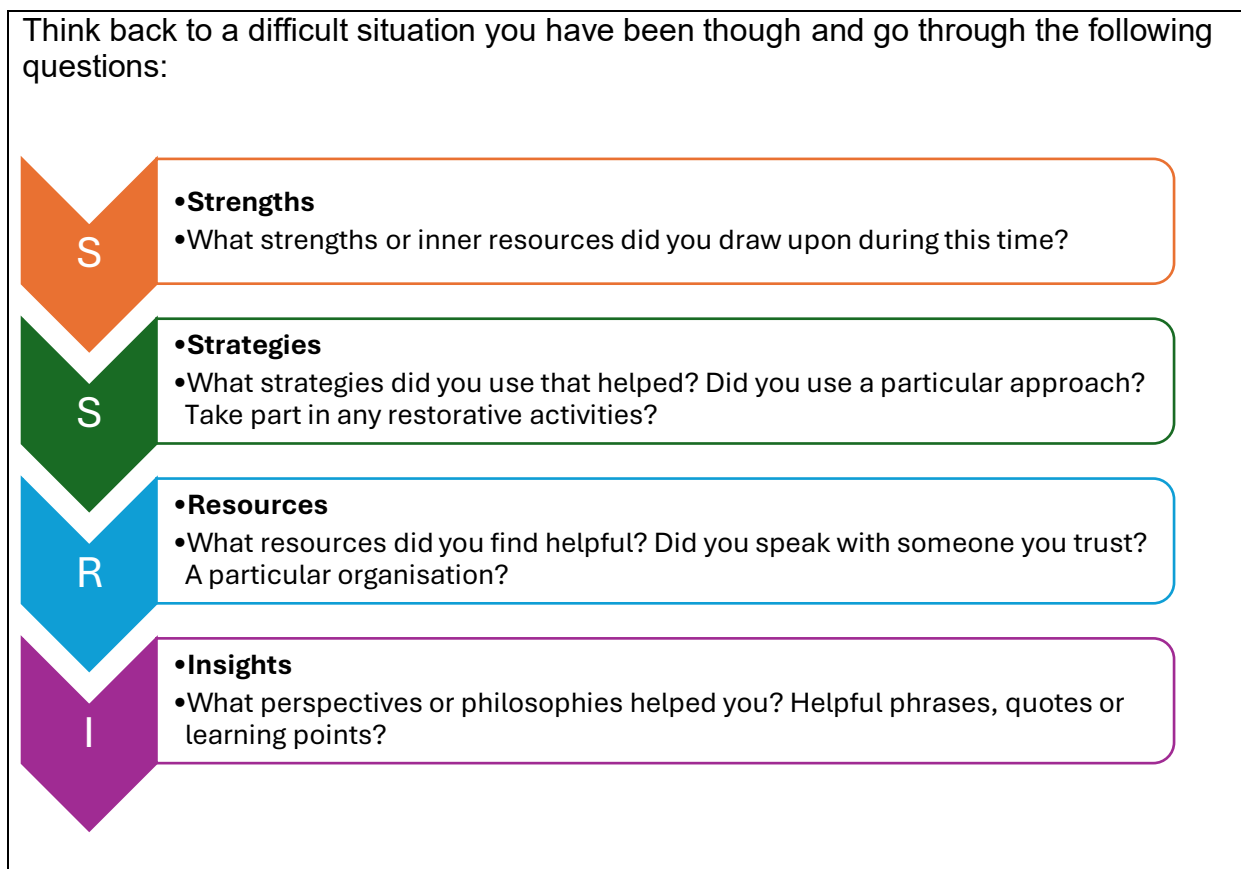 Think back to a difficult situation you have been though and go through the following
questions:
S
•Strengths
•What strengths or inner resources did you draw upon during this time?
S
•Strategies
•What strategies did you use that helped? Did you use a particular approach?
Take part in any restorative activities?
R
•Resources
•What resources did you find helpful? Did you speak with someone you trust?
A particular organisation?
I
•Insights
•What perspectives or philosophies helped you? Helpful phrases, quotes or
learning points?